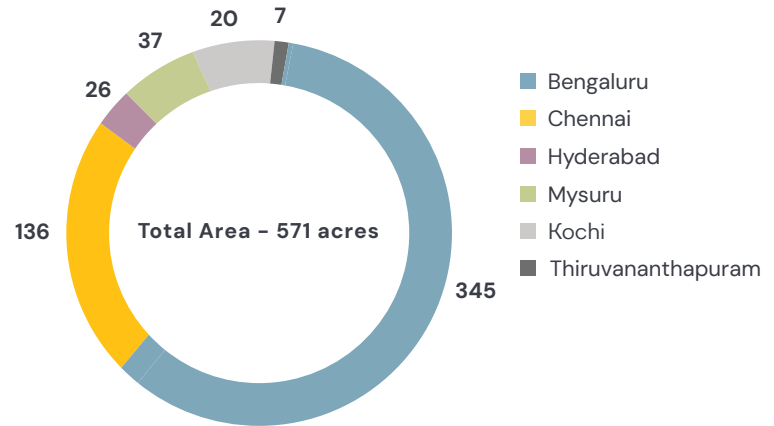 20
7
37
26
136
Total Area - 571 acres
345
Bengaluru
Chennai
Hyderabad
Mysuru
Kochi
Thiruvananthapuram